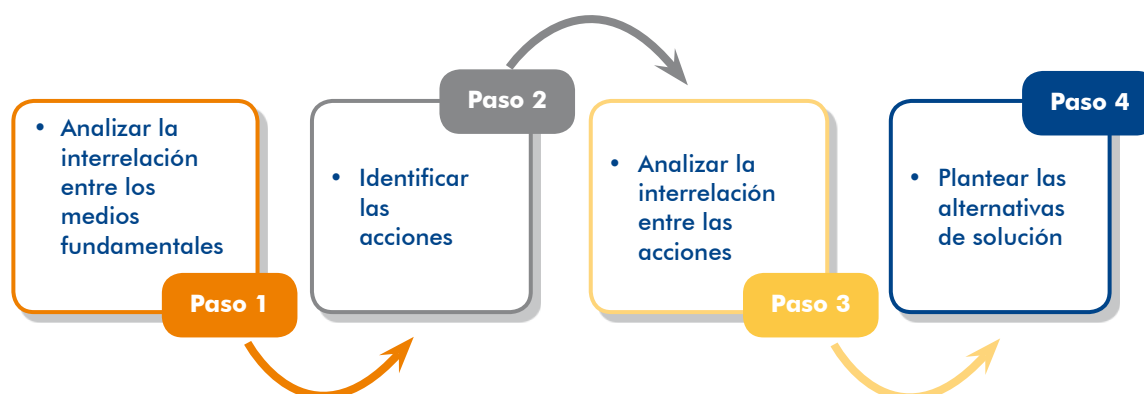 • Analizar la
interrelación
entre los
medios
fundamentales
Paso 1
Paso 2
• Identificar
las
acciones
• Analizar la
interrelación
entre las
acciones
Paso 3
Paso 4
• Plantear las
alternativas
de solución